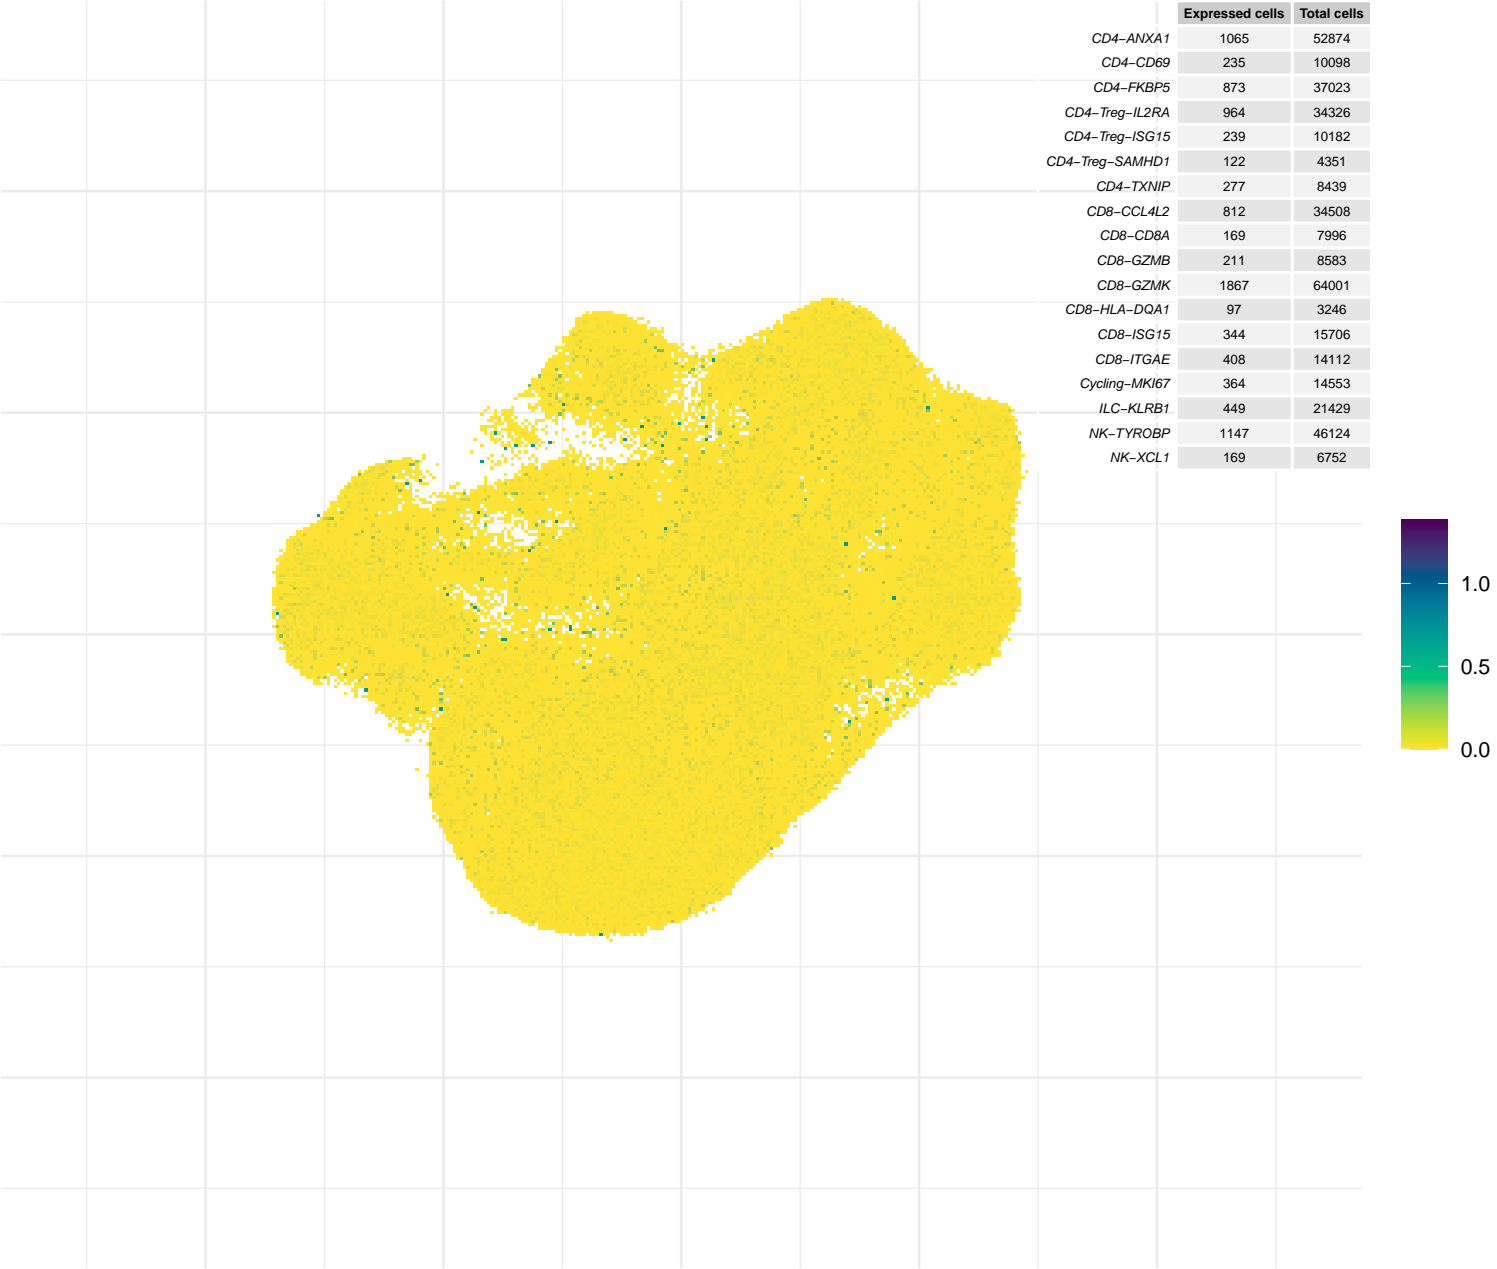 Expressed cells Total cells
CD4−ANXA1 1065 52874
CD4−CD69 235 10098
CD4−FKBP5 873 37023
CD4−Treg−IL2RA 964 34326
CD4−Treg−ISG15 239 10182
CD4−Treg−SAMHD1 122 4351
CD4−TXNIP 277 8439
CD8−CCL4L2 812 34508
CD8−CD8A 169 7996
CD8−GZMB 211 8583
CD8−GZMK 1867 64001
CD8−HLA−DQA1 97 3246
CD8−ISG15 344 15706
CD8−ITGAE 408 14112
Cycling−MKI67 364 14553
ILC−KLRB1 449 21429
NK−TYROBP 1147 46124
NK−XCL1 169 6752
1.0
0.5
0.0